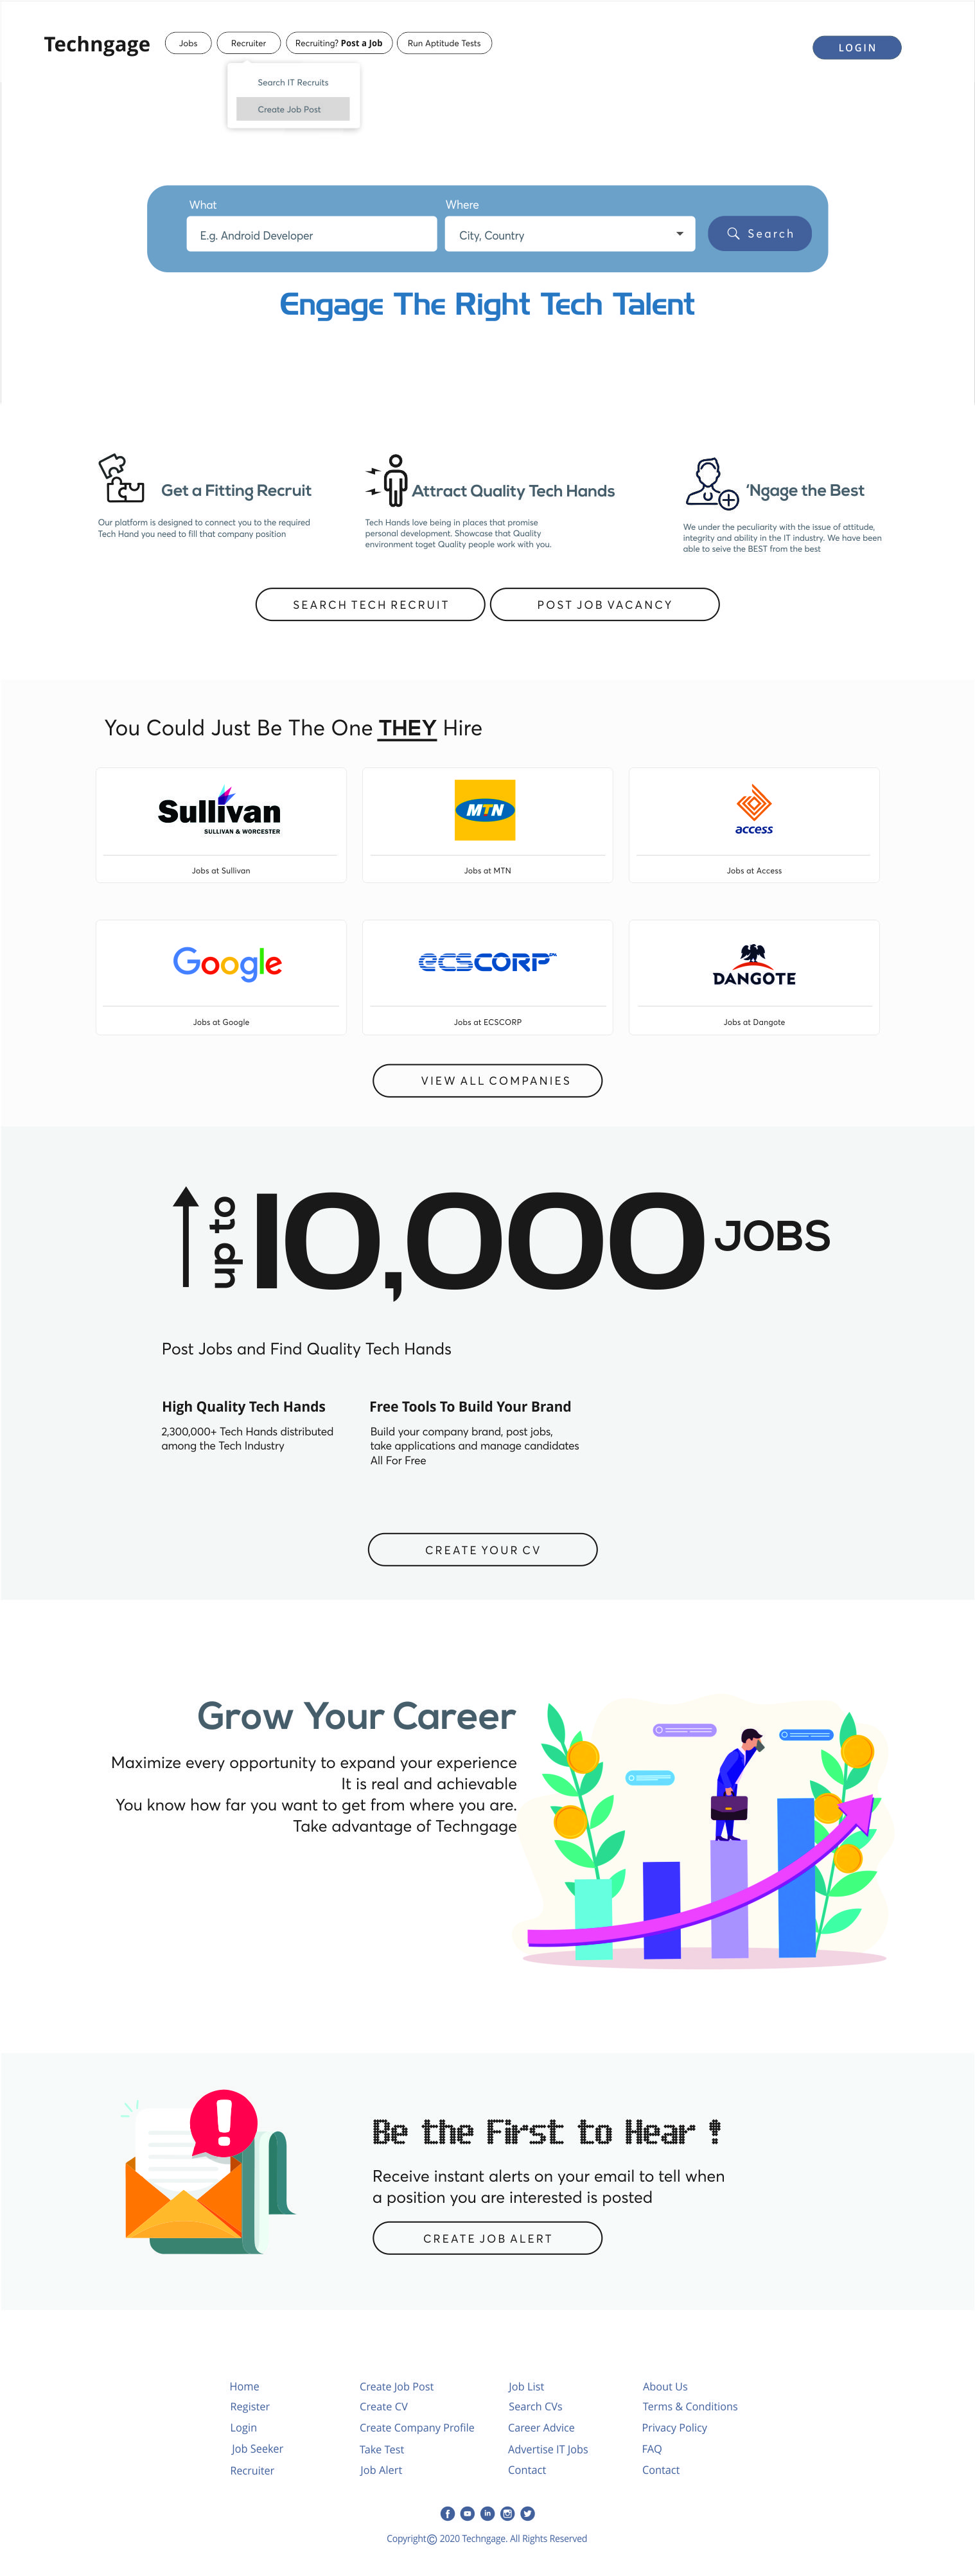 Techngage
Jobs
Recruiter
Recruiting? Post a Job
Run Aptitude Tests
LOGIN
Search IT Recruits
Create Job Post
What
Where
E.g. Android Developer
City, Country
Search
Engage The Right Tech Talent
Get a Fitting Recruit
Our platform is designed to connect you to the required
Tech Hand you need to fill that company position
Attract Quality Tech Hands
Tech Hands love being in places that promise
personal development. Showcase that Quality
environment toget Quality people work with you.
‘Ngage the Best
We under the peculiarity with the issue of attitude,
integrity and ability in the IT industry. We have been
able to seive the BEST from the best
SEARCH TECH RECRUIT
POST JOB VACANCY
You Could Just Be The One THEY Hire
Sullivan
SULLIVAN & WORCESTER
Jobs at Sullivan
MTN
Jobs at MTN
access
Jobs at Access
Google
Jobs at Google
ecsCORP
Jobs at ECSCORP
DANGOTE
Jobs at Dangote
VIEW ALL COMPANIES
up to 10,000 JOBS
Post Jobs and Find Quality Tech Hands
High Quality Tech Hands
2,300,000+ Tech Hands distributed
among the Tech Industry
Free Tools To Build Your Brand
Build your company brand, post jobs,
take applications and manage candidates
All For Free
CREATE YOUR CV
Grow Your Career
Maximize every opportunity to expand your experience
It is real and achievable
You know how far you want to get from where you are.
Take advantage of Techngage
Be the First to Hear !
Receive instant alerts on your email to tell when
a position you are interested is posted
CREATE JOB ALERT
Home
Register
Login
Job Seeker
Recruiter
Create Job Post
Create CV
Create Company Profile
Take Test
Job Alert
Job List
Search CVs
Career Advice
Advertise IT Jobs
Contact
About Us
Terms & Conditions
Privacy Policy
FAQ
Contact
Copyright© 2020 Techngage. All Rights Reserved